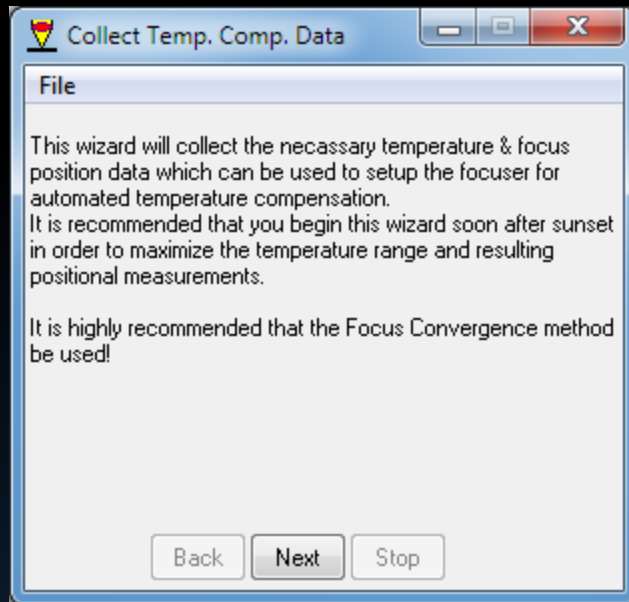 Collect Temp. Comp. Data
File
This wizard will collect the necassary temperature & focus
position data which can be used to setup the focuser for
automated temperature compensation.
It is recommended that you begin this wizard soon after sunset
in order to maximize the temperature range and resulting
positional measurements.
It is highly recommended that the Focus Convergence method
be used!
Back Next Stop